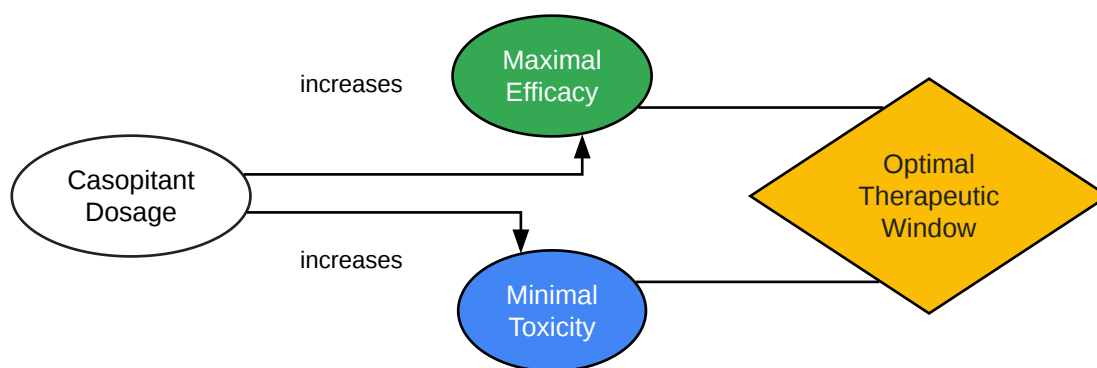 increases
Maximal
Efficacy
Casopitant
Dosage
Optimal
Therapeutic
Window
increases
Minimal
Toxicity